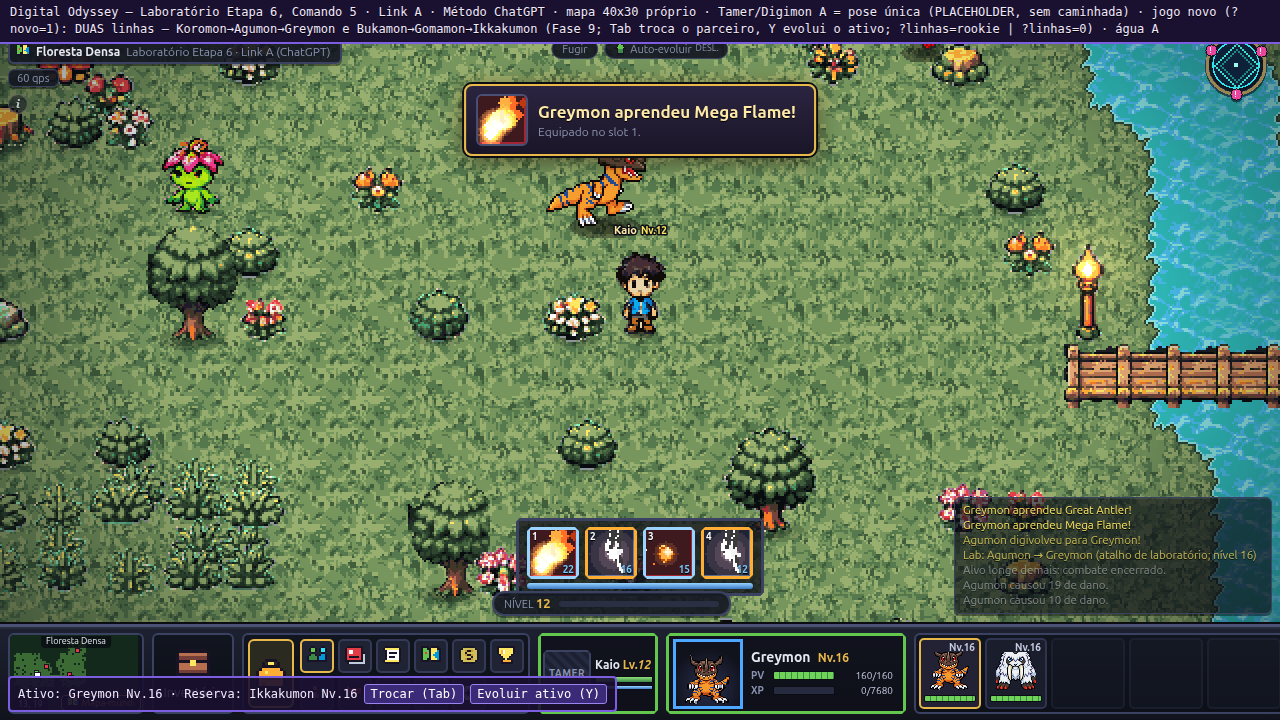 Digital Odyssey — Laboratório Etapa 6, Comando 5 · Link A · Método ChatGPT · mapa 40x30 próprio · Tamer/Digimon A = pose única (PLACEHOLDER, sem caminhada) · jogo novo (?
novo=1): DUAS linhas — Koromon→Agumon→Greymon e Bukamon→Gomamon→Ikkakumon (Fase 9; Tab troca o parceiro, Y evolui o ativo; ?linhas=rookie | ?linhas=0) · água A
Floresta Densa Laboratório Etapa 6 · Link A (ChatGPT)
Fugir
Auto-evoluir DESL.
60 qps
i
Greymon aprendeu Mega Flame!
Equipado no slot 1.
Kaio Nv.12
Greymon aprendeu Great Antler!
Greymon aprendeu Mega Flame!
Agumon digivolveu para Greymon!
Lab: Agumon → Greymon (atalho de laboratório; nível 16)
Alvo longe demais: combate encerrado.
Agumon causou 19 de dano.
Agumon causou 10 de dano.
1 22
2 16
3 15
4 12
NÍVEL 12
Floresta Densa
TAMER
Kaio Lv.12
Greymon Nv.16
PV 160/160
XP 0/7680
Nv.16
Nv.16
Ativo: Greymon Nv.16 · Reserva: Ikkakumon Nv.16 Trocar (Tab) Evoluir ativo (Y)